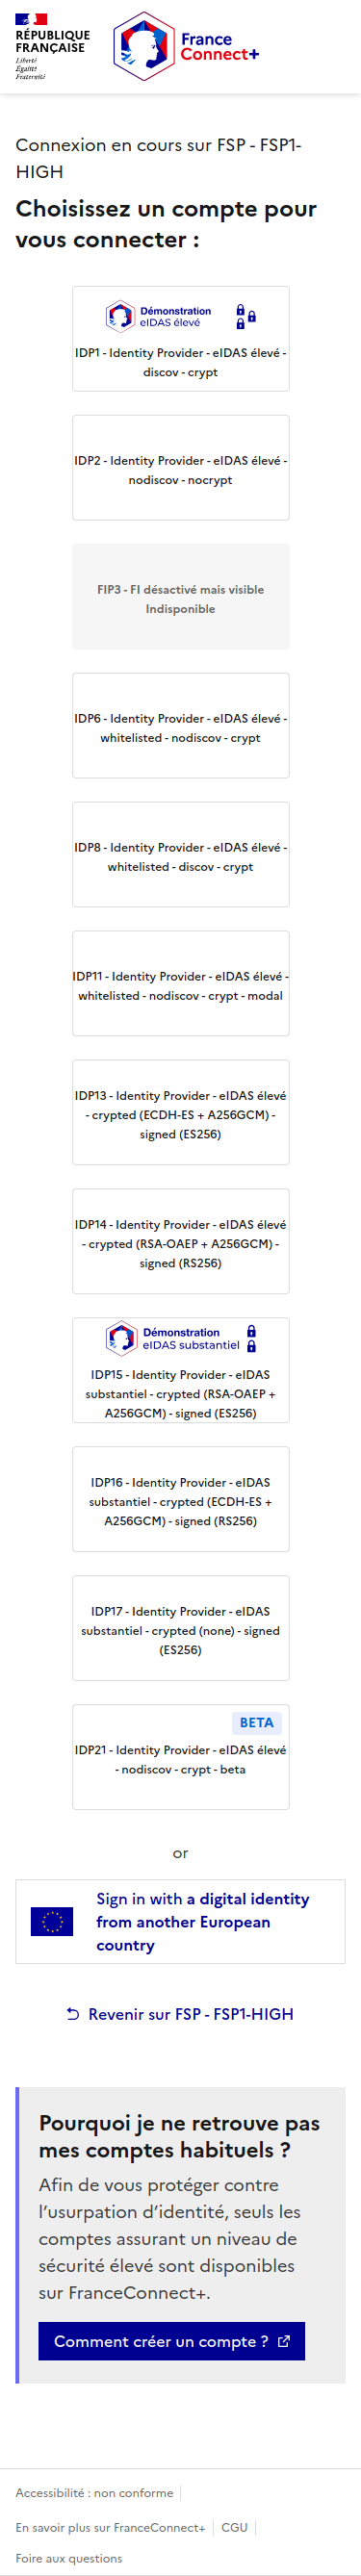 RÉPUBLIQUE
FRANÇAISE
Liberté
Égalité
Fraternité
France
Connect+
Connexion en cours sur FSP - FSP1-
HIGH
Choisissez un compte pour
vous connecter :
Démonstration
eIDAS élevé
IDP1 - Identity Provider - eIDAS élevé -
discov - crypt
IDP2 - Identity Provider - eIDAS élevé -
nodiscov - nocrypt
FIP3 - FI désactivé mais visible
Indisponible
IDP6 - Identity Provider - eIDAS élevé -
whitelisted - nodiscov - crypt
IDP8 - Identity Provider - eIDAS élevé -
whitelisted - discov - crypt
IDP11 - Identity Provider - eIDAS élevé -
whitelisted - nodiscov - crypt - modal
IDP13 - Identity Provider - eIDAS élevé
- crypted (ECDH-ES + A256GCM) -
signed (ES256)
IDP14 - Identity Provider - eIDAS élevé
- crypted (RSA-OAEP + A256GCM) -
signed (RS256)
Démonstration
eIDAS substantiel
IDP15 - Identity Provider - eIDAS
substantiel - crypted (RSA-OAEP +
A256GCM) - signed (ES256)
IDP16 - Identity Provider - eIDAS
substantiel - crypted (ECDH-ES +
A256GCM) - signed (RS256)
IDP17 - Identity Provider - eIDAS
substantiel - crypted (none) - signed
(ES256)
BETA
IDP21 - Identity Provider - eIDAS élevé
- nodiscov - crypt - beta
or
Sign in with a digital identity
from another European
country
Revenir sur FSP - FSP1-HIGH
Pourquoi je ne retrouve pas
mes comptes habituels ?
Afin de vous protéger contre
l’usurpation d’identité, seuls les
comptes assurant un niveau de
sécurité élevé sont disponibles
sur FranceConnect+.
Comment créer un compte ?
Accessibilité : non conforme
En savoir plus sur FranceConnect+
CGU
Foire aux questions